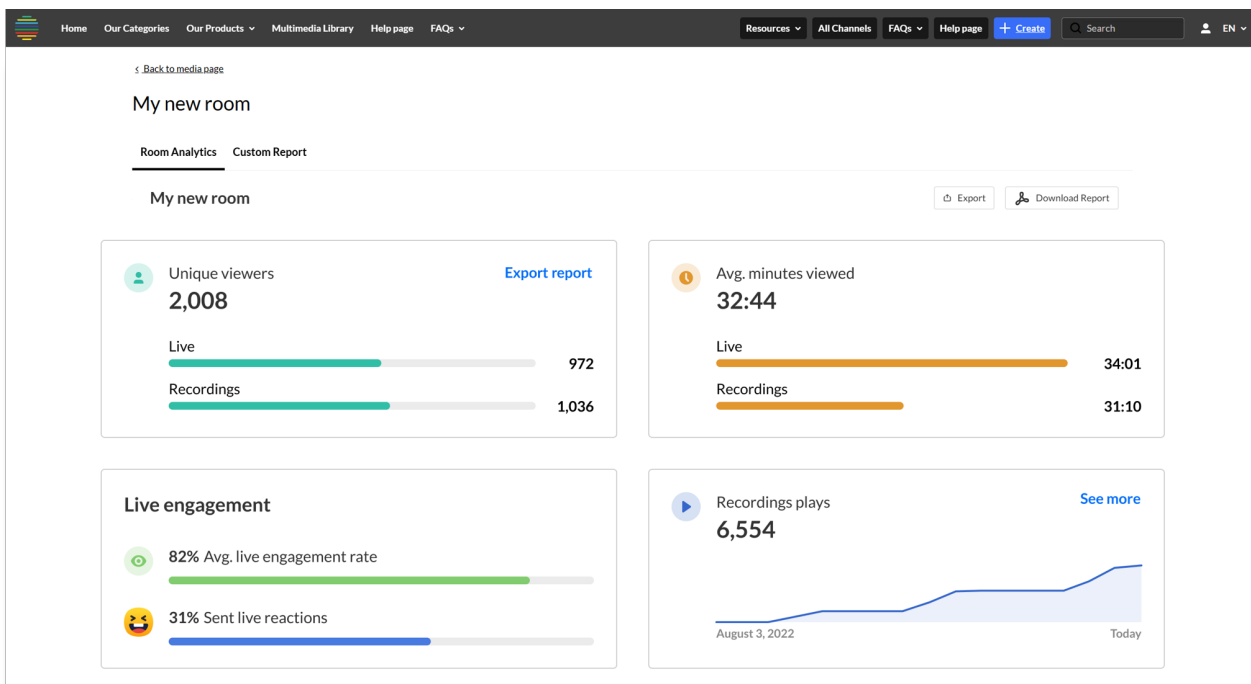 Home Our Categories Our Products Multimedia Library Help page FAQs Resources All Channels FAQs Help page + Create Search EN
Back to media page
My new room
Room Analytics Custom Report
My new room Export Download Report
Unique viewers Export report
2,008
Live
972
Recordings
1,036
Avg. minutes viewed
32:44
Live
34:01
Recordings
31:10
Live engagement
82% Avg. live engagement rate
31% Sent live reactions
Recordings plays See more
6,554
August 3, 2022 Today